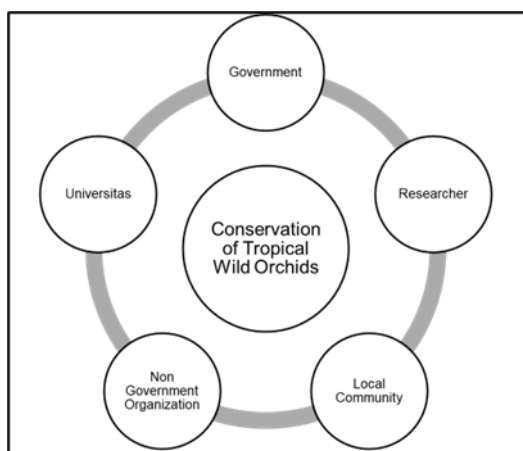 Government
Universitas
Researcher
Conservation
of Tropical
Wild Orchids
Non
Government
Organization
Local
Community